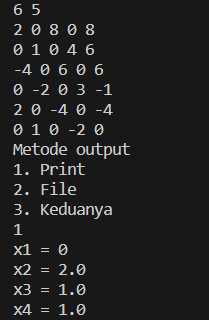 6 5
2 0 8 0 8
0 1 0 4 6
-4 0 6 0 6
0 -2 0 3 -1
2 0 -4 0 -4
0 1 0 -2 0
Metode output
1. Print
2. File
3. Keduanya
1
x1 = 0
x2 = 2.0
x3 = 1.0
x4 = 1.0